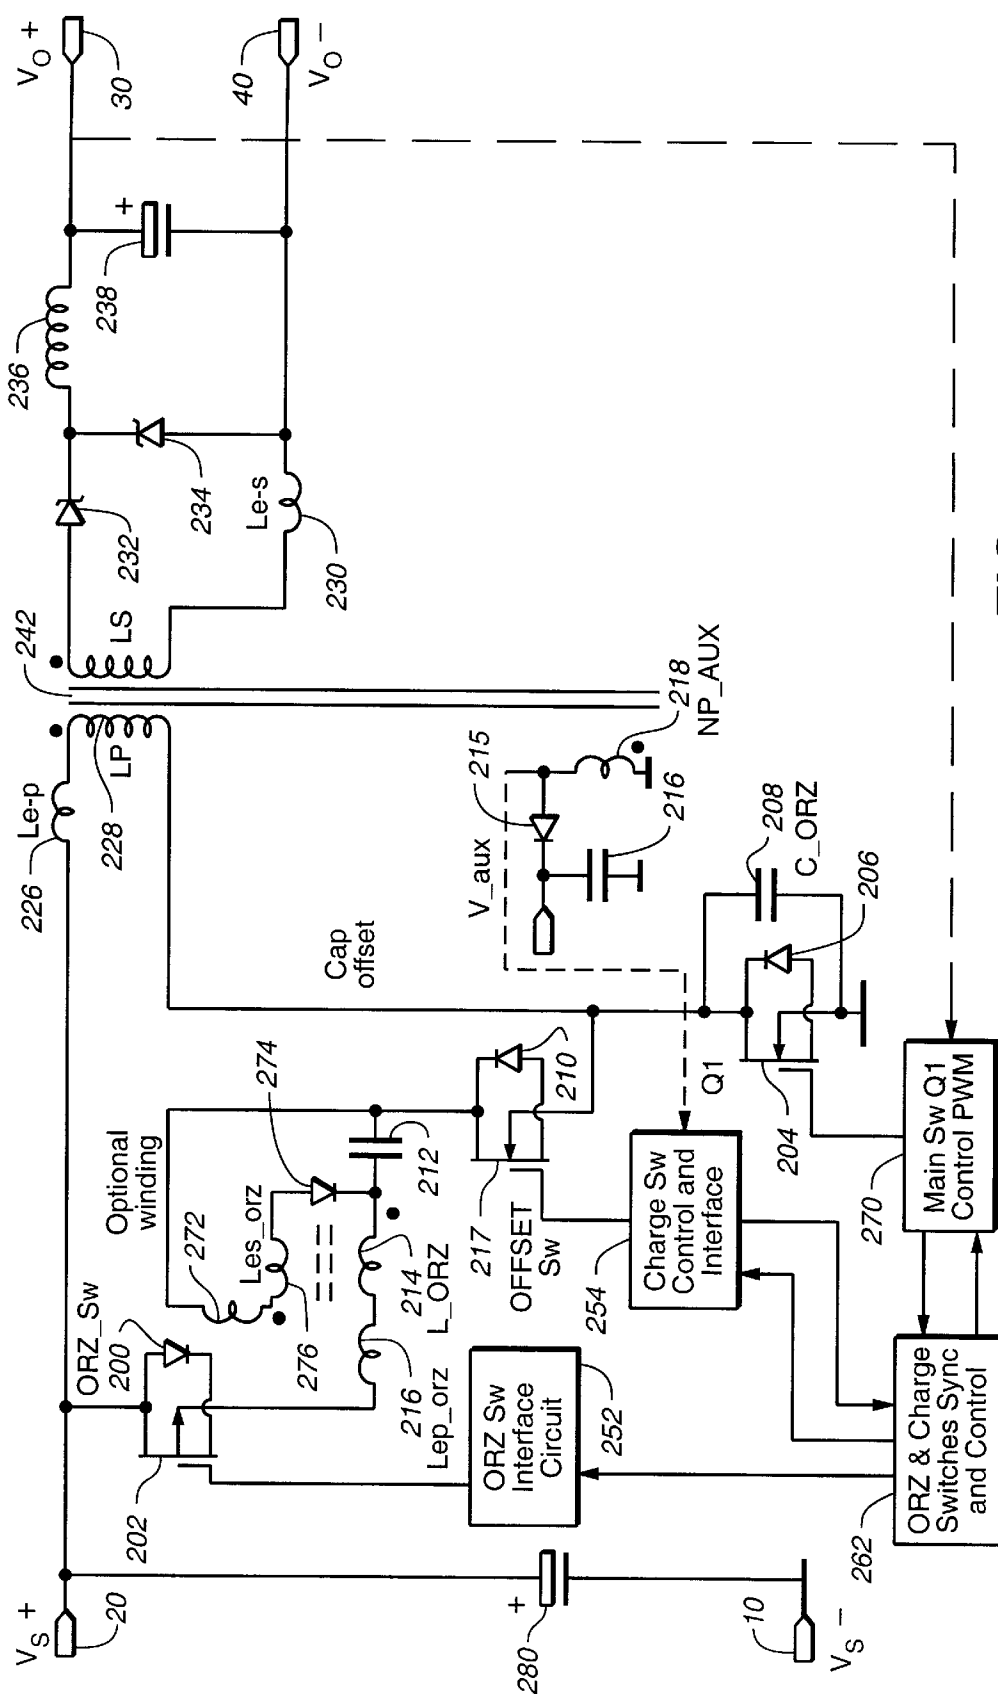 V_S +
20
280
+
10
V_S −
202
ORZ_Sw
200
Optional
winding
272
Les_orz
276
274
212
214
L_ORZ
216
Lep_orz
ORZ Sw
Interface
Circuit
252
217
OFFSET
Sw
210
Cap
offset
254
Charge Sw
Control and
Interface
262
ORZ & Charge
Switches Sync
and Control
270
Main Sw Q1
Control PWM
Q1
204
206
208
C_ORZ
V_aux
215
216
218
NP_AUX
226
Le-p
228
LP
242
LS
232
234
Le-s
230
236
238
+
V_O +
30
40
V_O −